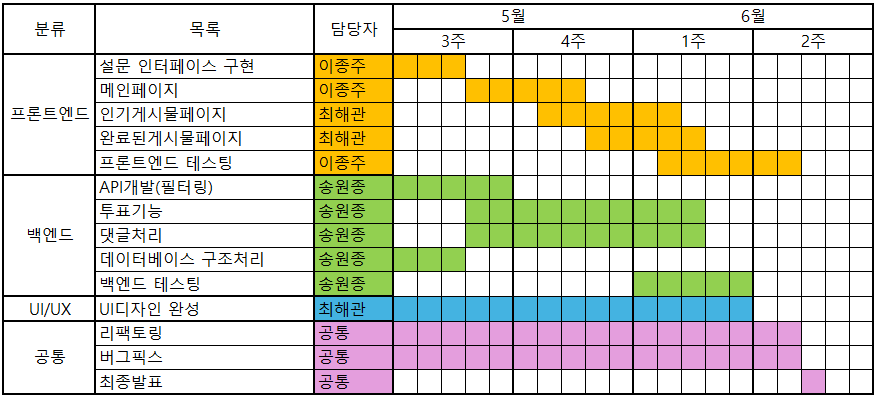 분류 목록 담당자 5월 6월
3주 4주 1주 2주
프론트엔드
설문 인터페이스 구현 이종주
메인페이지 이종주
인기게시물페이지 최해관
완료된게시물페이지 최해관
프론트엔드 테스팅 이종주
백엔드
API개발(필터링) 송원종
투표기능 송원종
댓글처리 송원종
데이터베이스 구조처리 송원종
백엔드 테스팅 송원종
UI/UX UI디자인 완성 최해관
공통
리팩토링 공통
버그픽스 공통
최종발표 공통